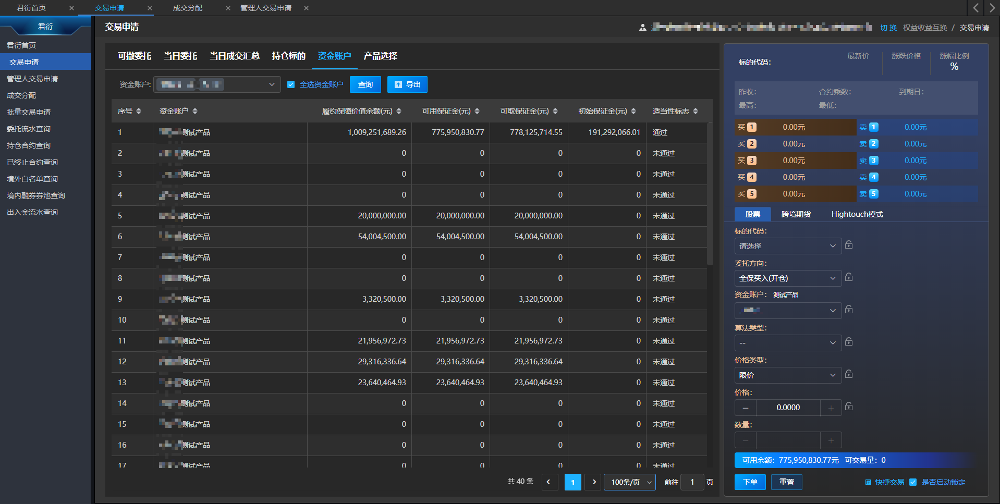 君衍首页 × 交易申请 × 成交分配 × 管理人交易申请 ×
君衍
君衍首页
交易申请
管理人交易申请
成交分配
批量交易申请
委托流水查询
持仓合约查询
已终止合约查询
境外白名单查询
境内融券券池查询
出入金流水查询
交易申请
切 换 权益收益互换 / 交易申请
可撤委托 当日委托 当日成交汇总 持仓标的 资金账户 产品选择
资金账户: 全选资金账户 查询 导出
序号 资金账户 履约保障价值余额(元) 可用保证金(元) 可取保证金(元) 初始保证金(元) 适当性标志
1 测试产品 1,009,251,689.26 775,950,830.77 778,125,714.55 191,292,066.01 通过
2 测试产品 0 0 0 0 未通过
3 测试产品 0 0 0 0 未通过
4 测试产品 0 0 0 0 未通过
5 测试产品 20,000,000.00 20,000,000.00 20,000,000.00 0 未通过
6 测试产品 54,004,500.00 54,004,500.00 54,004,500.00 0 未通过
7 测试产品 0 0 0 0 未通过
8 测试产品 0 0 0 0 未通过
9 测试产品 3,320,500.00 3,320,500.00 3,320,500.00 0 未通过
10 测试产品 0 0 0 0 未通过
11 测试产品 21,956,972.73 21,956,972.73 21,956,972.73 0 未通过
12 测试产品 29,316,336.64 29,316,336.64 29,316,336.64 0 未通过
13 测试产品 23,640,464.93 23,640,464.93 23,640,464.93 0 未通过
14 测试产品 0 0 0 0 未通过
15 测试产品 0 0 0 0 未通过
16 测试产品 0 0 0 0 未通过
17 测试产品 0 0 0 0 未通过
共 40 条 < 1 > 100条/页 前往 1 页
标的代码: 最新价 涨跌价格 涨幅比例
%
昨收: 合约乘数: 到期日:
最高: 最低:
买 1 0.00元 卖 1 0.00元
买 2 0.00元 卖 2 0.00元
买 3 0.00元 卖 3 0.00元
买 4 0.00元 卖 4 0.00元
买 5 0.00元 卖 5 0.00元
股票 跨境期货 Hightouch模式
标的代码:
请选择
委托方向:
全保买入(开仓)
资金账户: 测试产品
算法类型:
--
价格类型:
限价
价格:
− 0.0000 +
数量:
− +
可用余额: 775,950,830.77元 可交易量: 0
下单 重置 快捷交易 是否启动锁定